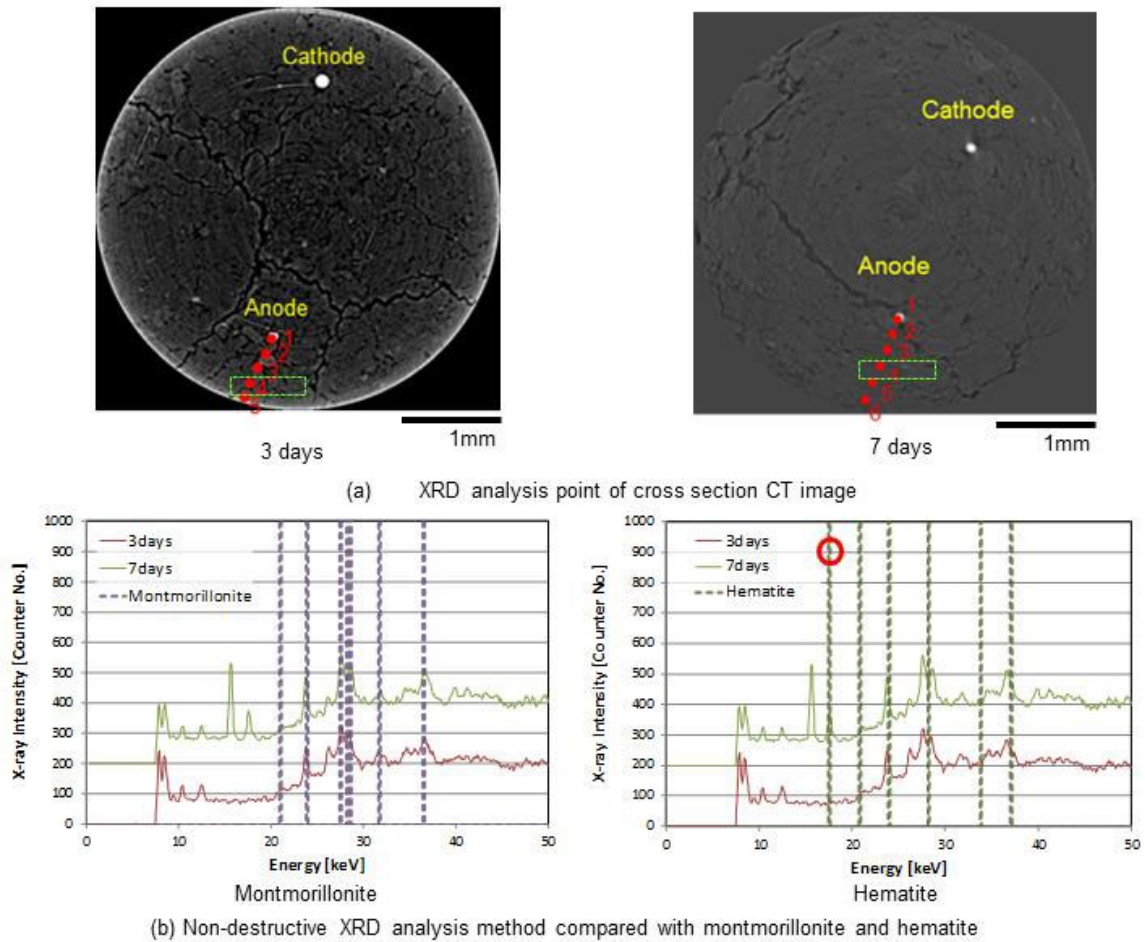 Cathode
Anode
1
2
3
4
5
1mm
3 days
Cathode
Anode
1
2
3
4
5
6
1mm
7 days
(a) XRD analysis point of cross section CT image
X-ray Intensity [Counter No.]
1000
900
800
700
600
500
400
300
200
100
0
3days
7days
Montmorillonite
0 10 20 30 40 50
Energy [keV]
Montmorillonite
X-ray Intensity [Counter No.]
1000
900
800
700
600
500
400
300
200
100
0
3days
7days
Hematite
0 10 20 30 40 50
Energy [keV]
Hematite
(b) Non-destructive XRD analysis method compared with montmorillonite and hematite